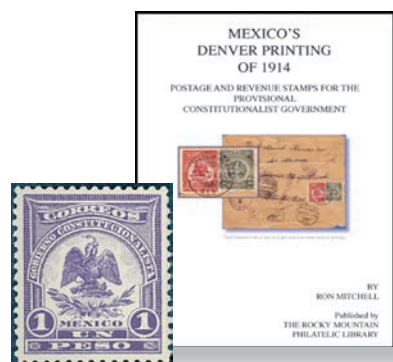 MEXICO'S
DENVER PRINTING
OF 1914
POSTAGE AND REVENUE STAMPS FOR THE
PROVISIONAL
CONSTITUTIONALIST GOVERNMENT
BY
RON MITCHELL
Published by
THE ROCKY MOUNTAIN
PHILATELIC LIBRARY
CORREOS
GOBIERNO CONSTITUCIONALISTA
1 MEXICO 1
UN
PESO